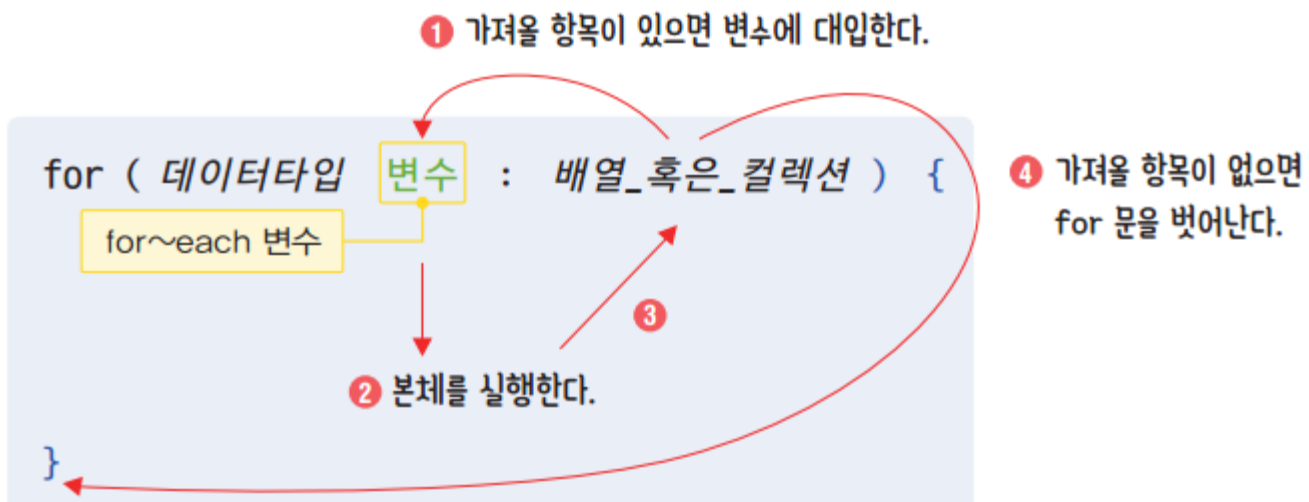 ❶ 가져올 항목이 있으면 변수에 대입한다.
for ( 데이터타입 변수 : 배열_혹은_컬렉션 ) {
for~each 변수
❹ 가져올 항목이 없으면
for 문을 벗어난다.
❸
❷ 본체를 실행한다.
}